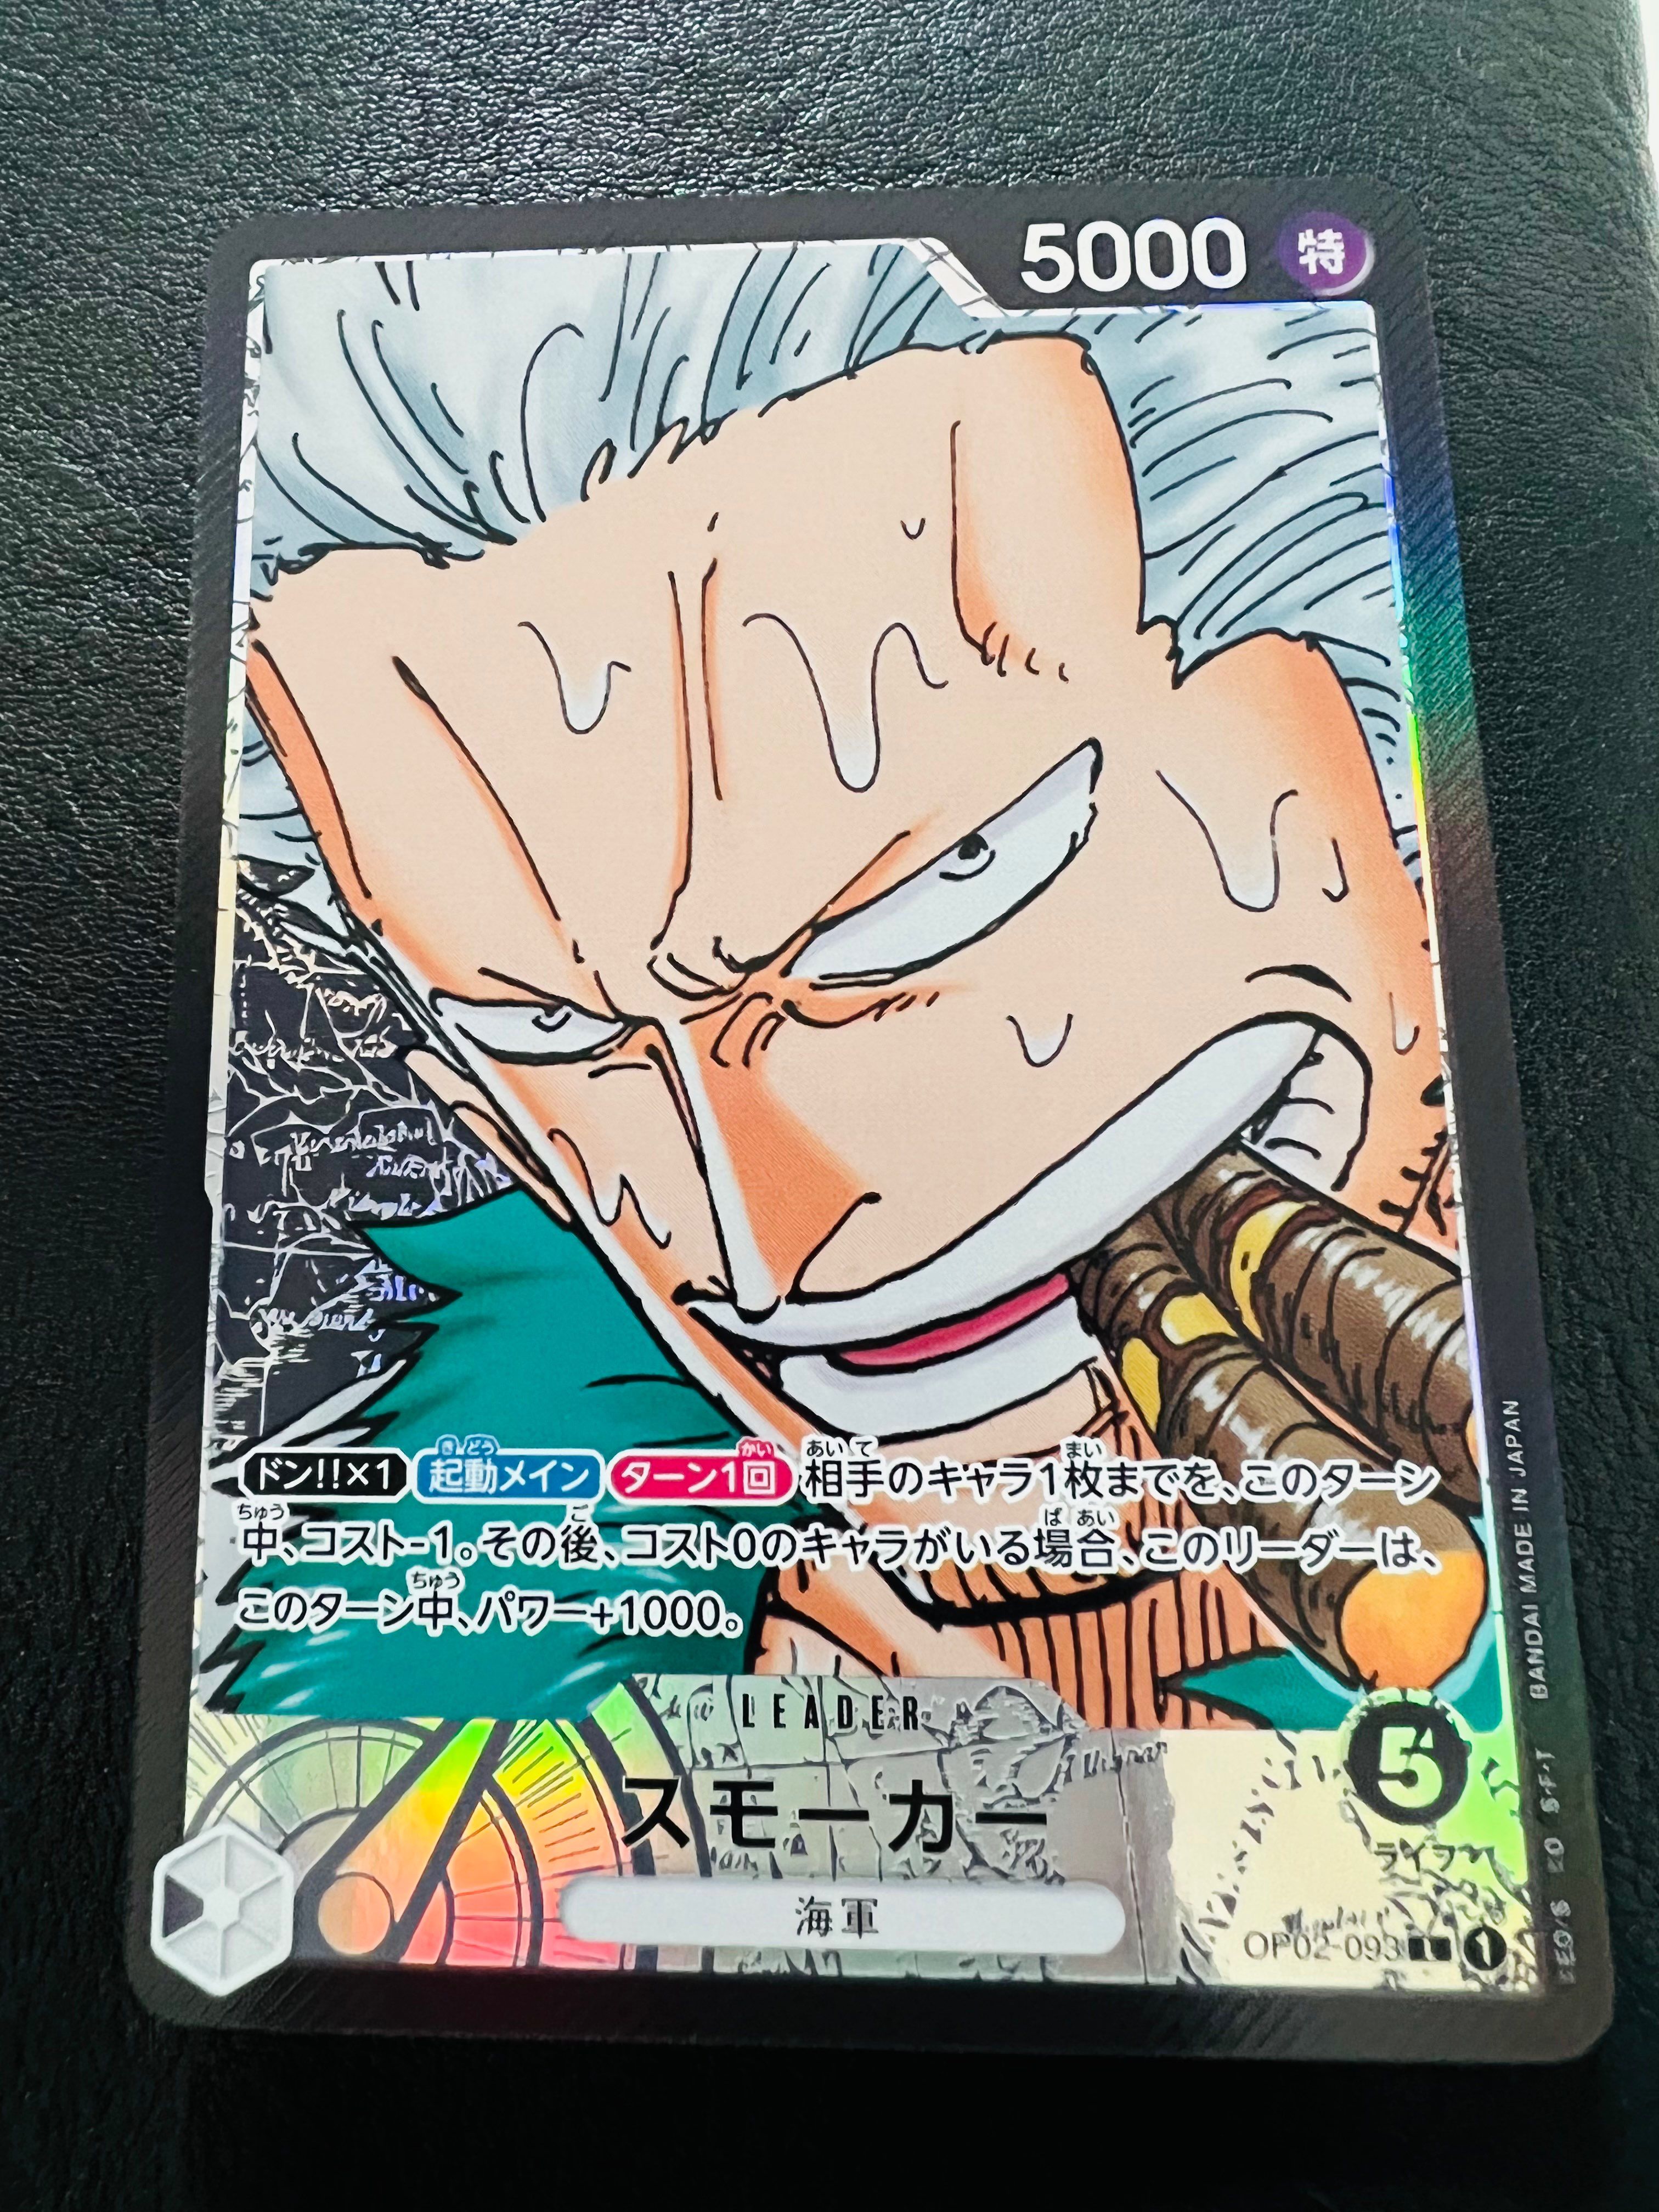 5000 特
ドン!!×1 起動メイン ターン1回 相手のキャラ1枚までを、このターン
中、コスト-1。その後、コスト0のキャラがいる場合、このリーダーは、
このターン中、パワー+1000。
LEADER
スモーカー
海軍
5
ライフ
OP02-093 L 1
BANDAI MADE IN JAPAN